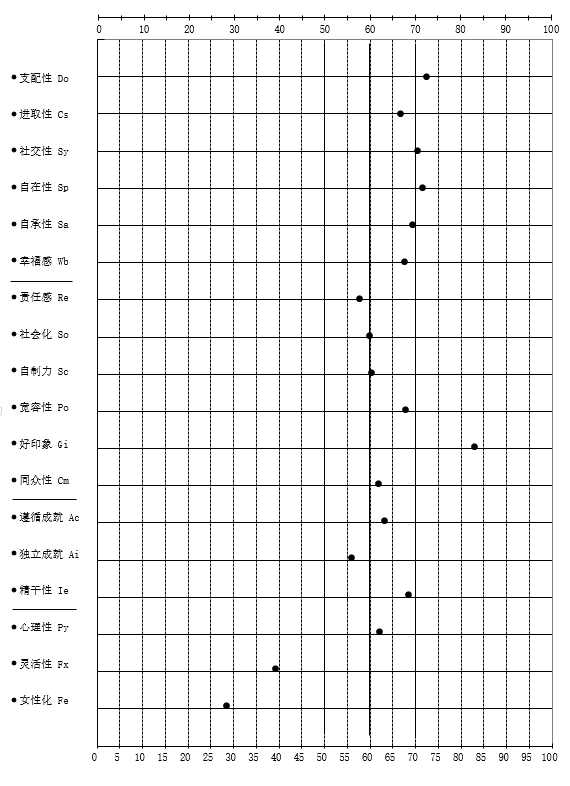 0 10 20 30 40 50 60 70 80 90 100
● 支配性 Do
● 进取性 Cs
● 社交性 Sy
● 自在性 Sp
● 自承性 Sa
● 幸福感 Wb
● 责任感 Re
● 社会化 So
● 自制力 Sc
● 宽容性 Po
● 好印象 Gi
● 同众性 Cm
● 遵循成就 Ac
● 独立成就 Ai
● 精干性 Ie
● 心理性 Py
● 灵活性 Fx
● 女性化 Fe
0 5 10 15 20 25 30 35 40 45 50 55 60 65 70 75 80 85 90 95 100